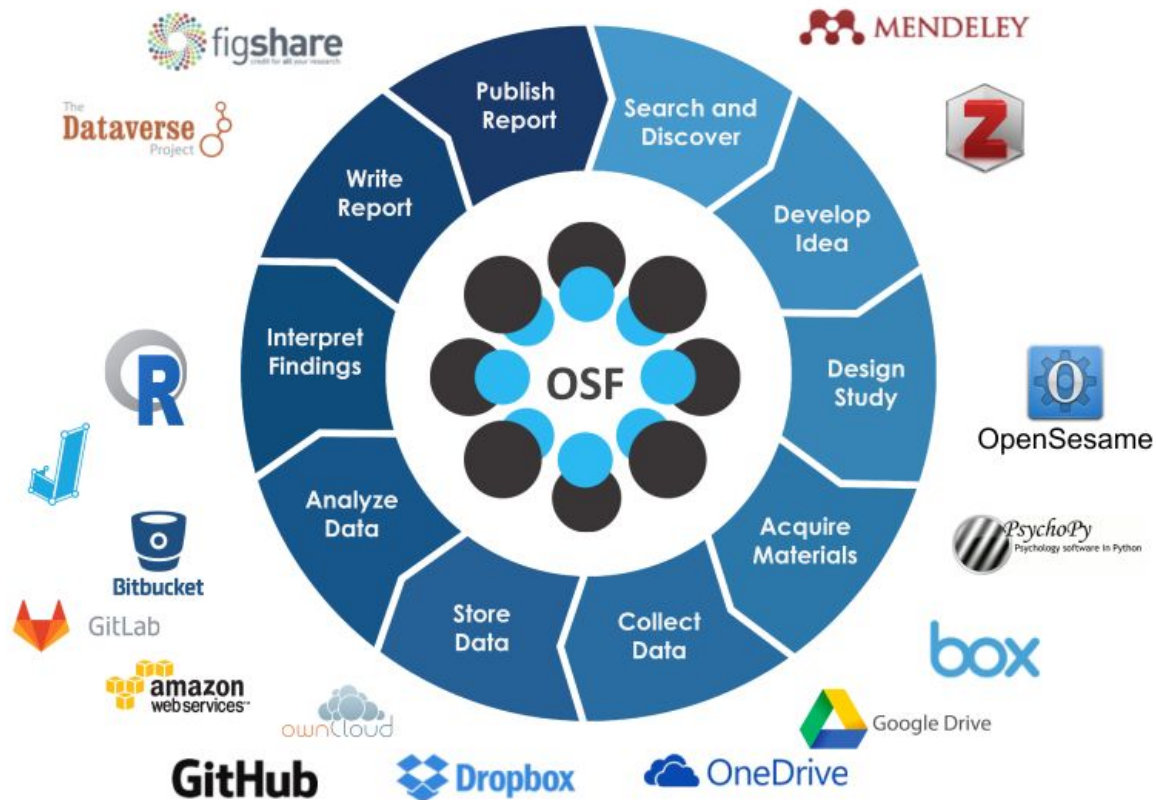 figshare
credit for all your research
MENDELEY
The
Dataverse
Project
Z
Publish
Report
Search and
Discover
Write
Report
Develop
Idea
Interpret
Findings
OSF
Design
Study
R
O
OpenSesame
Analyze
Data
Acquire
Materials
PsychoPy
Psychology software in Python
Bitbucket
Store
Data
Collect
Data
GitLab
box
amazon
web services™
ownCloud
Google Drive
GitHub
Dropbox
OneDrive